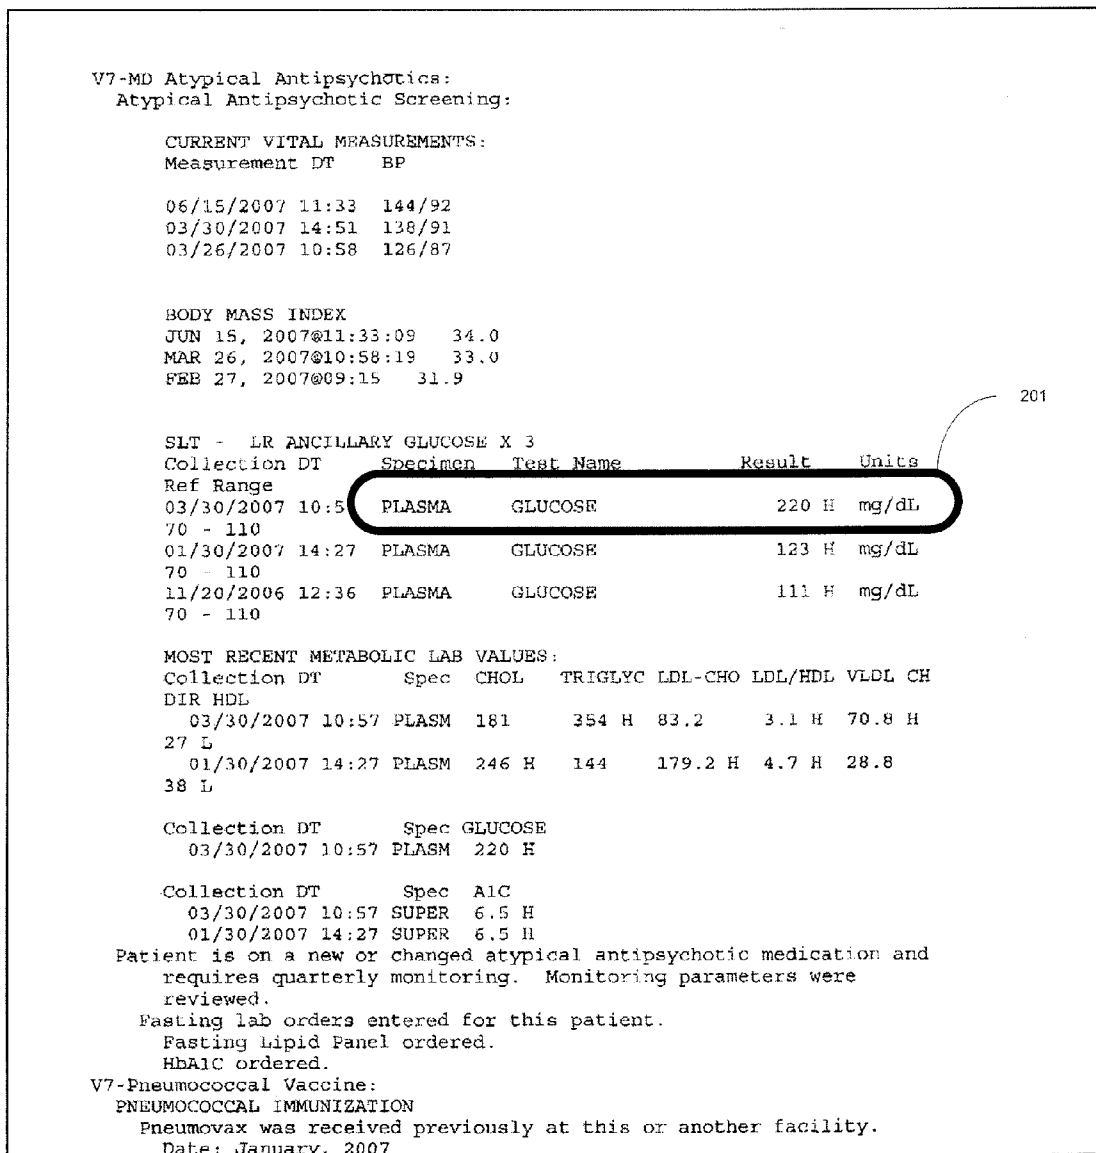 V7-MD Atypical Antipsychotics:
Atypical Antipsychotic Screening:
CURRENT VITAL MEASUREMENTS:
Measurement DT BP
06/15/2007 11:33 144/92
03/30/2007 14:51 138/91
03/26/2007 10:58 126/87
BODY MASS INDEX
JUN 15, 2007@11:33:09 34.0
MAR 26, 2007@10:58:19 33.0
FEB 27, 2007@09:15 31.9
201
SLT - LR ANCILLARY GLUCOSE X 3
Collection DT Specimen Test Name Result Units
Ref Range
03/30/2007 10:5 PLASMA GLUCOSE 220 H mg/dL
70 - 110
01/30/2007 14:27 PLASMA GLUCOSE 123 H mg/dL
70 - 110
11/20/2006 12:36 PLASMA GLUCOSE 111 H mg/dL
70 - 110
MOST RECENT METABOLIC LAB VALUES:
Collection DT Spec CHOL TRIGLYC LDL-CHO LDL/HDL VLDL CH
DIR HDL
03/30/2007 10:57 PLASM 181 354 H 83.2 3.1 H 70.8 H
27 L
01/30/2007 14:27 PLASM 246 H 144 179.2 H 4.7 H 28.8
38 L
Collection DT Spec GLUCOSE
03/30/2007 10:57 PLASM 220 H
Collection DT Spec A1C
03/30/2007 10:57 SUPER 6.5 H
01/30/2007 14:27 SUPER 6.5 H
Patient is on a new or changed atypical antipsychotic medication and
requires quarterly monitoring. Monitoring parameters were
reviewed.
Fasting lab orders entered for this patient.
Fasting Lipid Panel ordered.
HbA1C ordered.
V7-Pneumococcal Vaccine:
PNEUMOCOCCAL IMMUNIZATION
Pneumovax was received previously at this or another facility.
Date: January, 2007